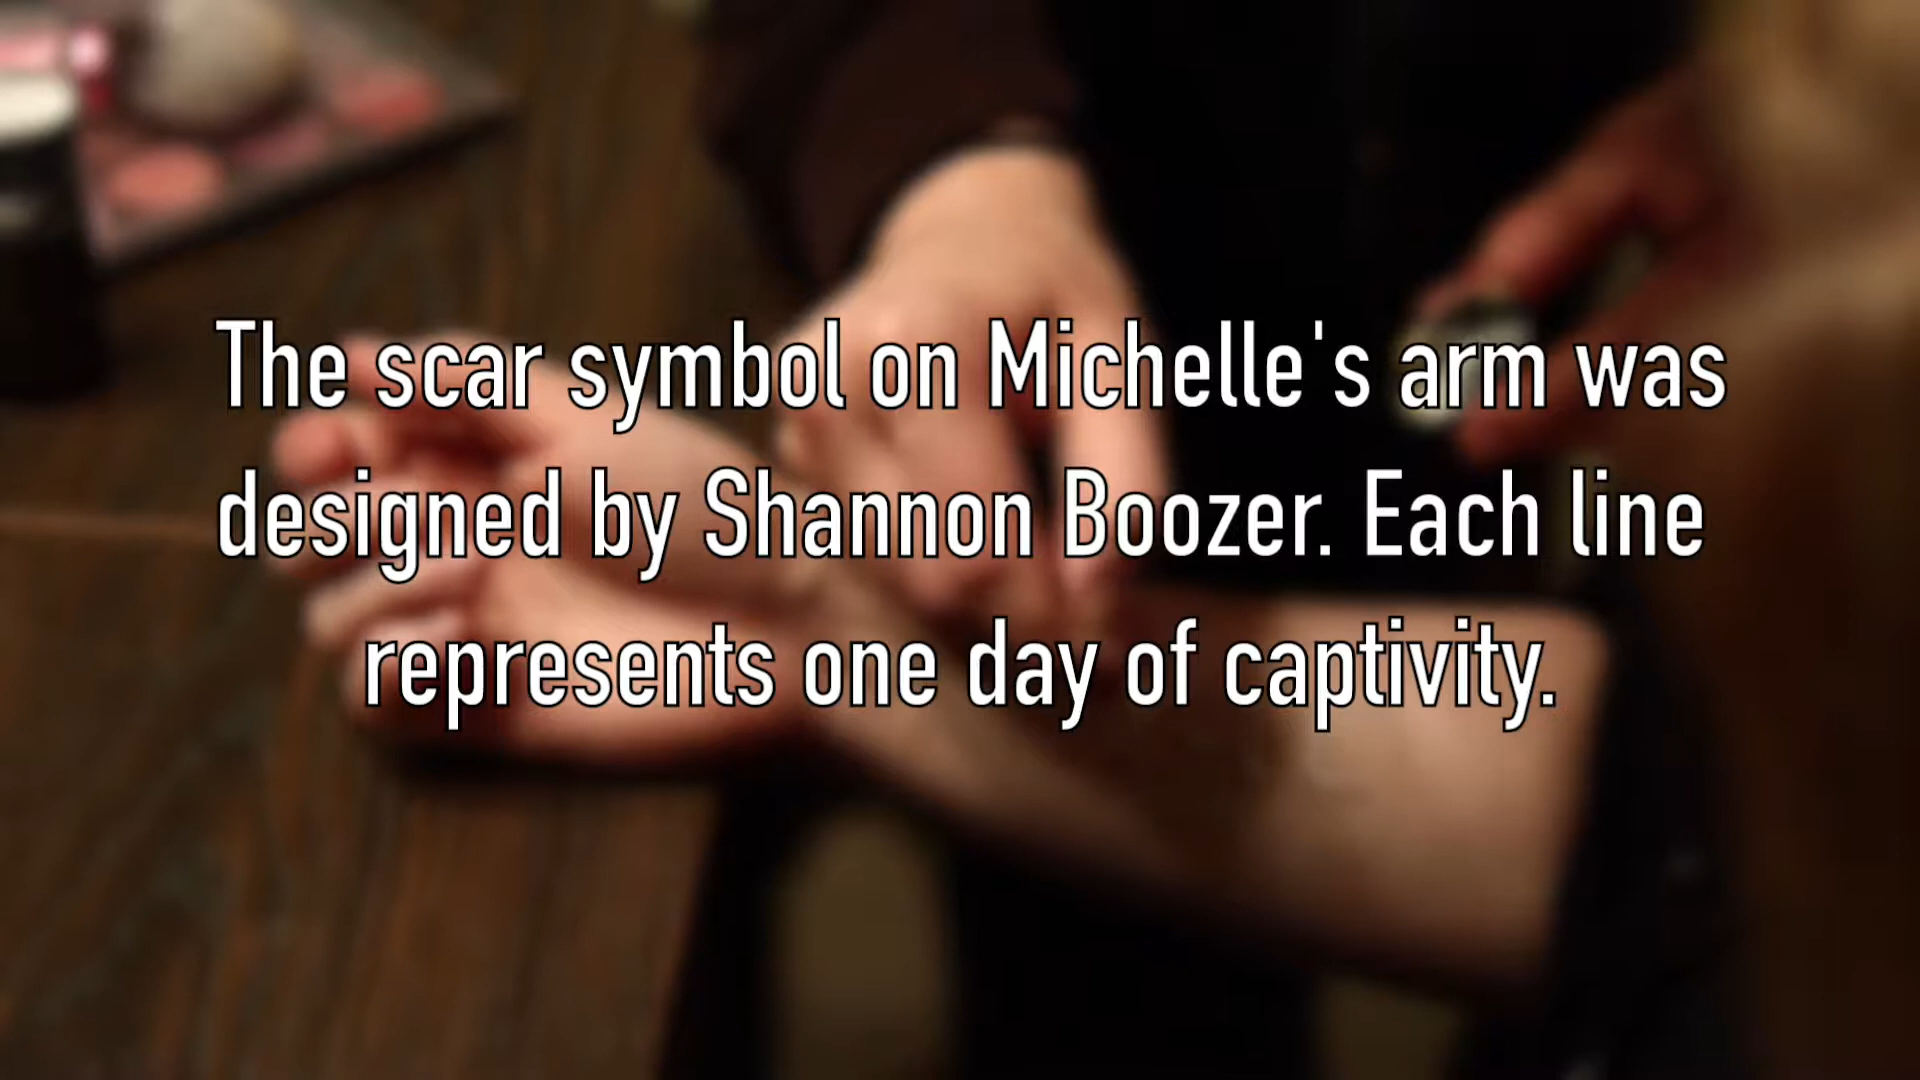 The scar symbol on Michelle's arm was
designed by Shannon Boozer. Each line
represents one day of captivity.